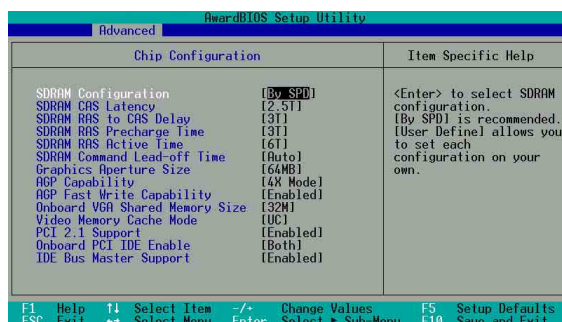 AwardBIOS Setup Utility
Advanced
Chip Configuration
Item Specific Help
SDRAM Configuration [By SPD]
SDRAM CAS Latency [2.5T]
SDRAM RAS to CAS Delay [3T]
SDRAM RAS Precharge Time [3T]
SDRAM RAS Active Time [6T]
SDRAM Command Lead-off Time [Auto]
Graphics Aperture Size [64MB]
AGP Capability [4X Mode]
AGP Fast Write Capability [Enabled]
Onboard VGA Shared Memory Size [32M]
Video Memory Cache Mode [UC]
PCI 2.1 Support [Enabled]
Onboard PCI IDE Enable [Both]
IDE Bus Master Support [Enabled]
<Enter> to select SDRAM
configuration.
[By SPD] is recommended.
[User Define] allows you
to set each
configuration on your
own.
F1 Help ↑↓ Select Item -/+ Change Values F5 Setup Defaults
ESC Exit ↔ Select Menu Enter Select ► Sub-Menu F10 Save and Exit